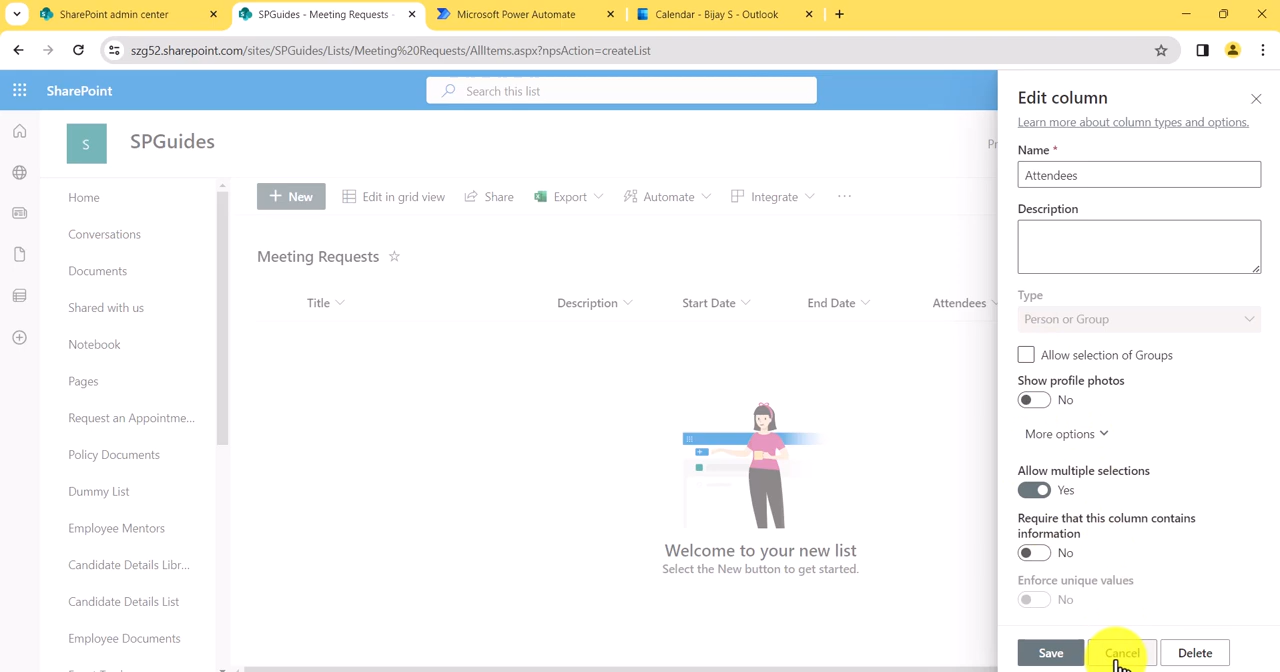 SharePoint admin center
SPGuides - Meeting Requests -
Microsoft Power Automate
Calendar - Bijay S - Outlook
szg52.sharepoint.com/sites/SPGuides/Lists/Meeting%20Requests/AllItems.aspx?npsAction=createList
SharePoint
Search this list
S
SPGuides
Pr
Home
Conversations
Documents
Shared with us
Notebook
Pages
Request an Appointme...
Policy Documents
Dummy List
Employee Mentors
Candidate Details Libr...
Candidate Details List
Employee Documents
New
Edit in grid view
Share
Export
Automate
Integrate
Meeting Requests
Title
Description
Start Date
End Date
Attendees
Welcome to your new list
Select the New button to get started.
Edit column
Learn more about column types and options.
Name *
Attendees
Description
Type
Person or Group
Allow selection of Groups
Show profile photos
No
More options
Allow multiple selections
Yes
Require that this column contains
information
No
Enforce unique values
No
Save
Cancel
Delete